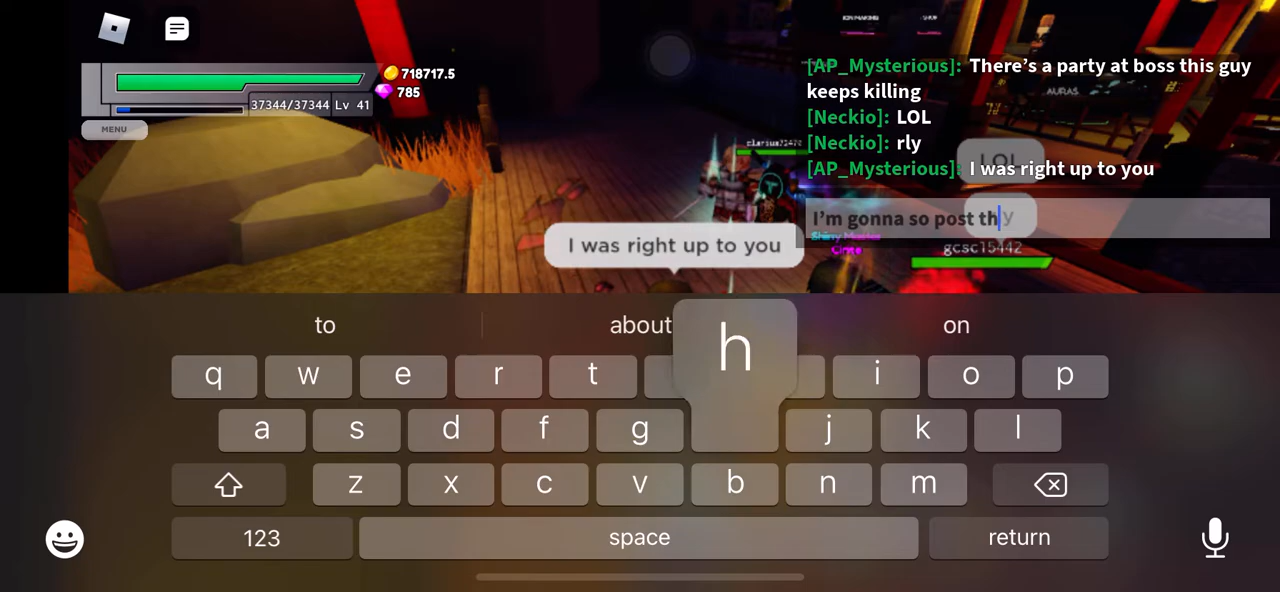 718717.5
785
37344/37344 Lv 41
MENU
[AP_Mysterious]: There’s a party at boss this guy
keeps killing
AURAS
[Neckio]: LOL
[Neckio]: rly
[AP_Mysterious]: I was right up to you
LOL
I’m gonna so post th
y
I was right up to you
gcsc15442
to about on
h
q w e r t i o p
a s d f g j k l
z x c v b n m
123 space return